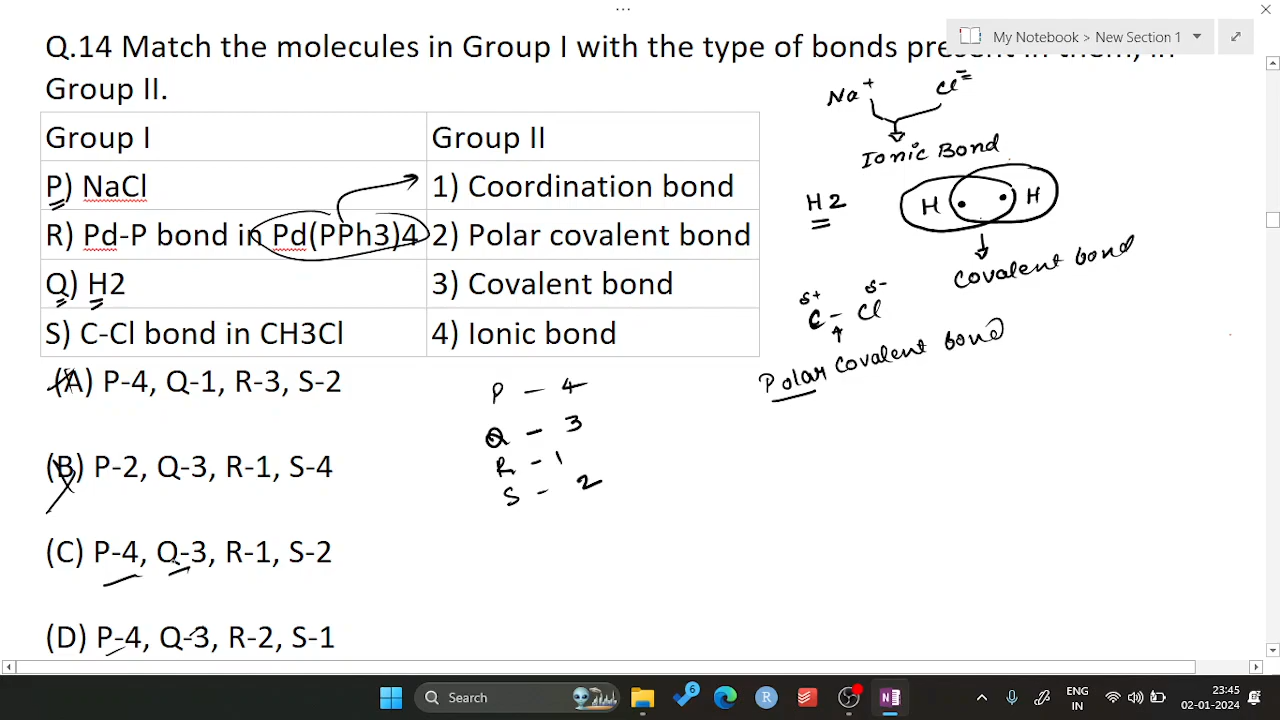 My Notebook > New Section 1
Q.14 Match the molecules in Group I with the type of bonds present in them, in
Group II.
Group I Group II
P) NaCl 1) Coordination bond
R) Pd-P bond in Pd(PPh3)4 2) Polar covalent bond
Q) H2 3) Covalent bond
S) C-Cl bond in CH3Cl 4) Ionic bond
(A) P-4, Q-1, R-3, S-2
(B) P-2, Q-3, R-1, S-4
(C) P-4, Q-3, R-1, S-2
(D) P-4, Q-3, R-2, S-1
P - 4
Q - 3
R - 1
S - 2
Na+ Cl-
Ionic Bond
H2 H H
Covalent bond
δ+ δ-
C - Cl
Polar covalent bond
Search
6
R
ENG
IN
23:45
02-01-2024